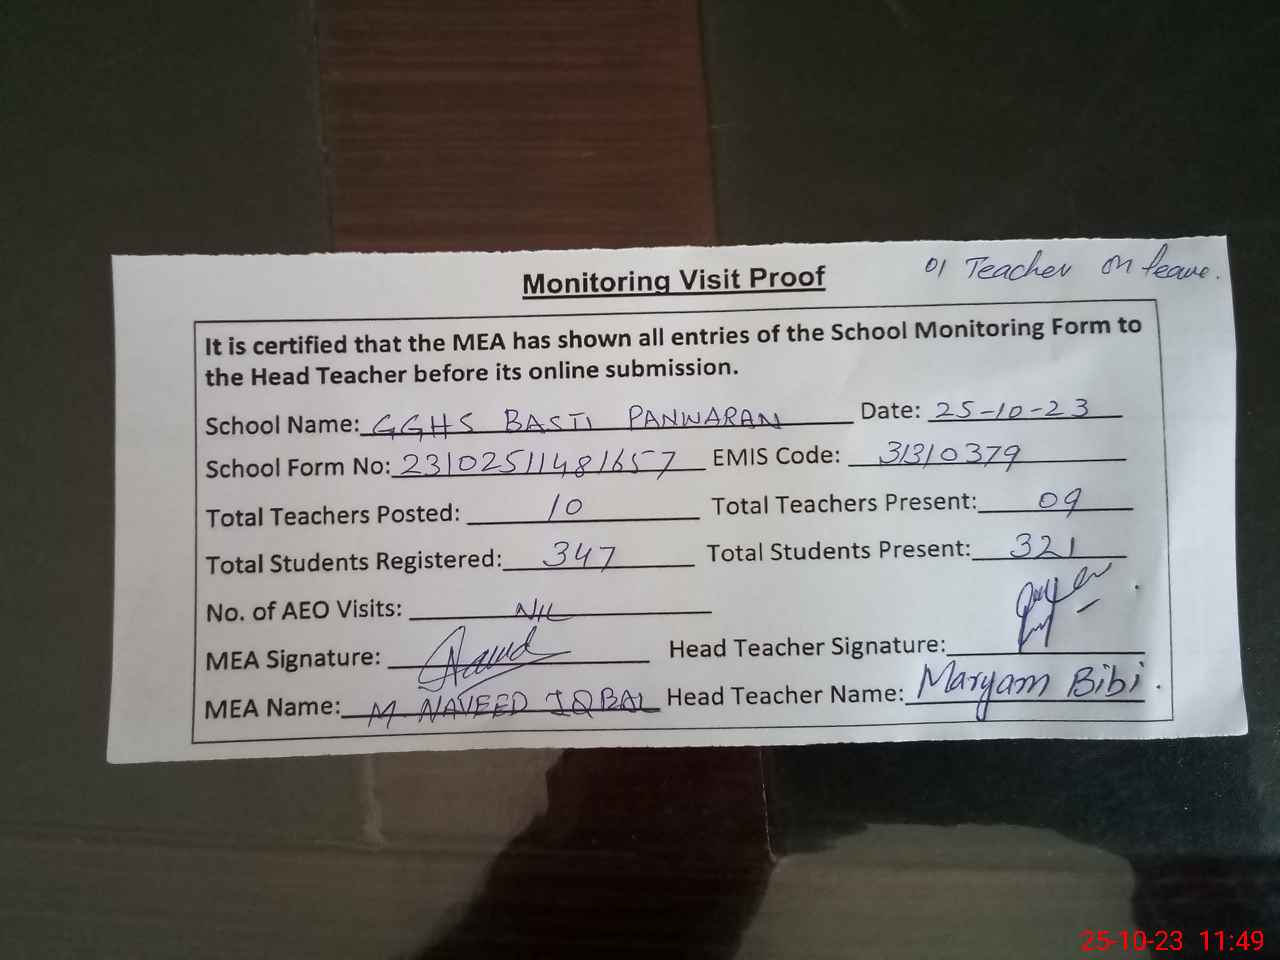 01 Teacher on leave.
Monitoring Visit Proof
It is certified that the MEA has shown all entries of the School Monitoring Form to
the Head Teacher before its online submission.
School Name: GGHS BASTI PANWARAN Date: 25-10-23
School Form No: 23102511481657 EMIS Code: 31310379
Total Teachers Posted: 10 Total Teachers Present: 09
Total Students Registered: 347 Total Students Present: 321
No. of AEO Visits: NIL
MEA Signature: Head Teacher Signature:
MEA Name: M NAVEED IQBAL Head Teacher Name: Maryam Bibi.
25-10-23 11:49